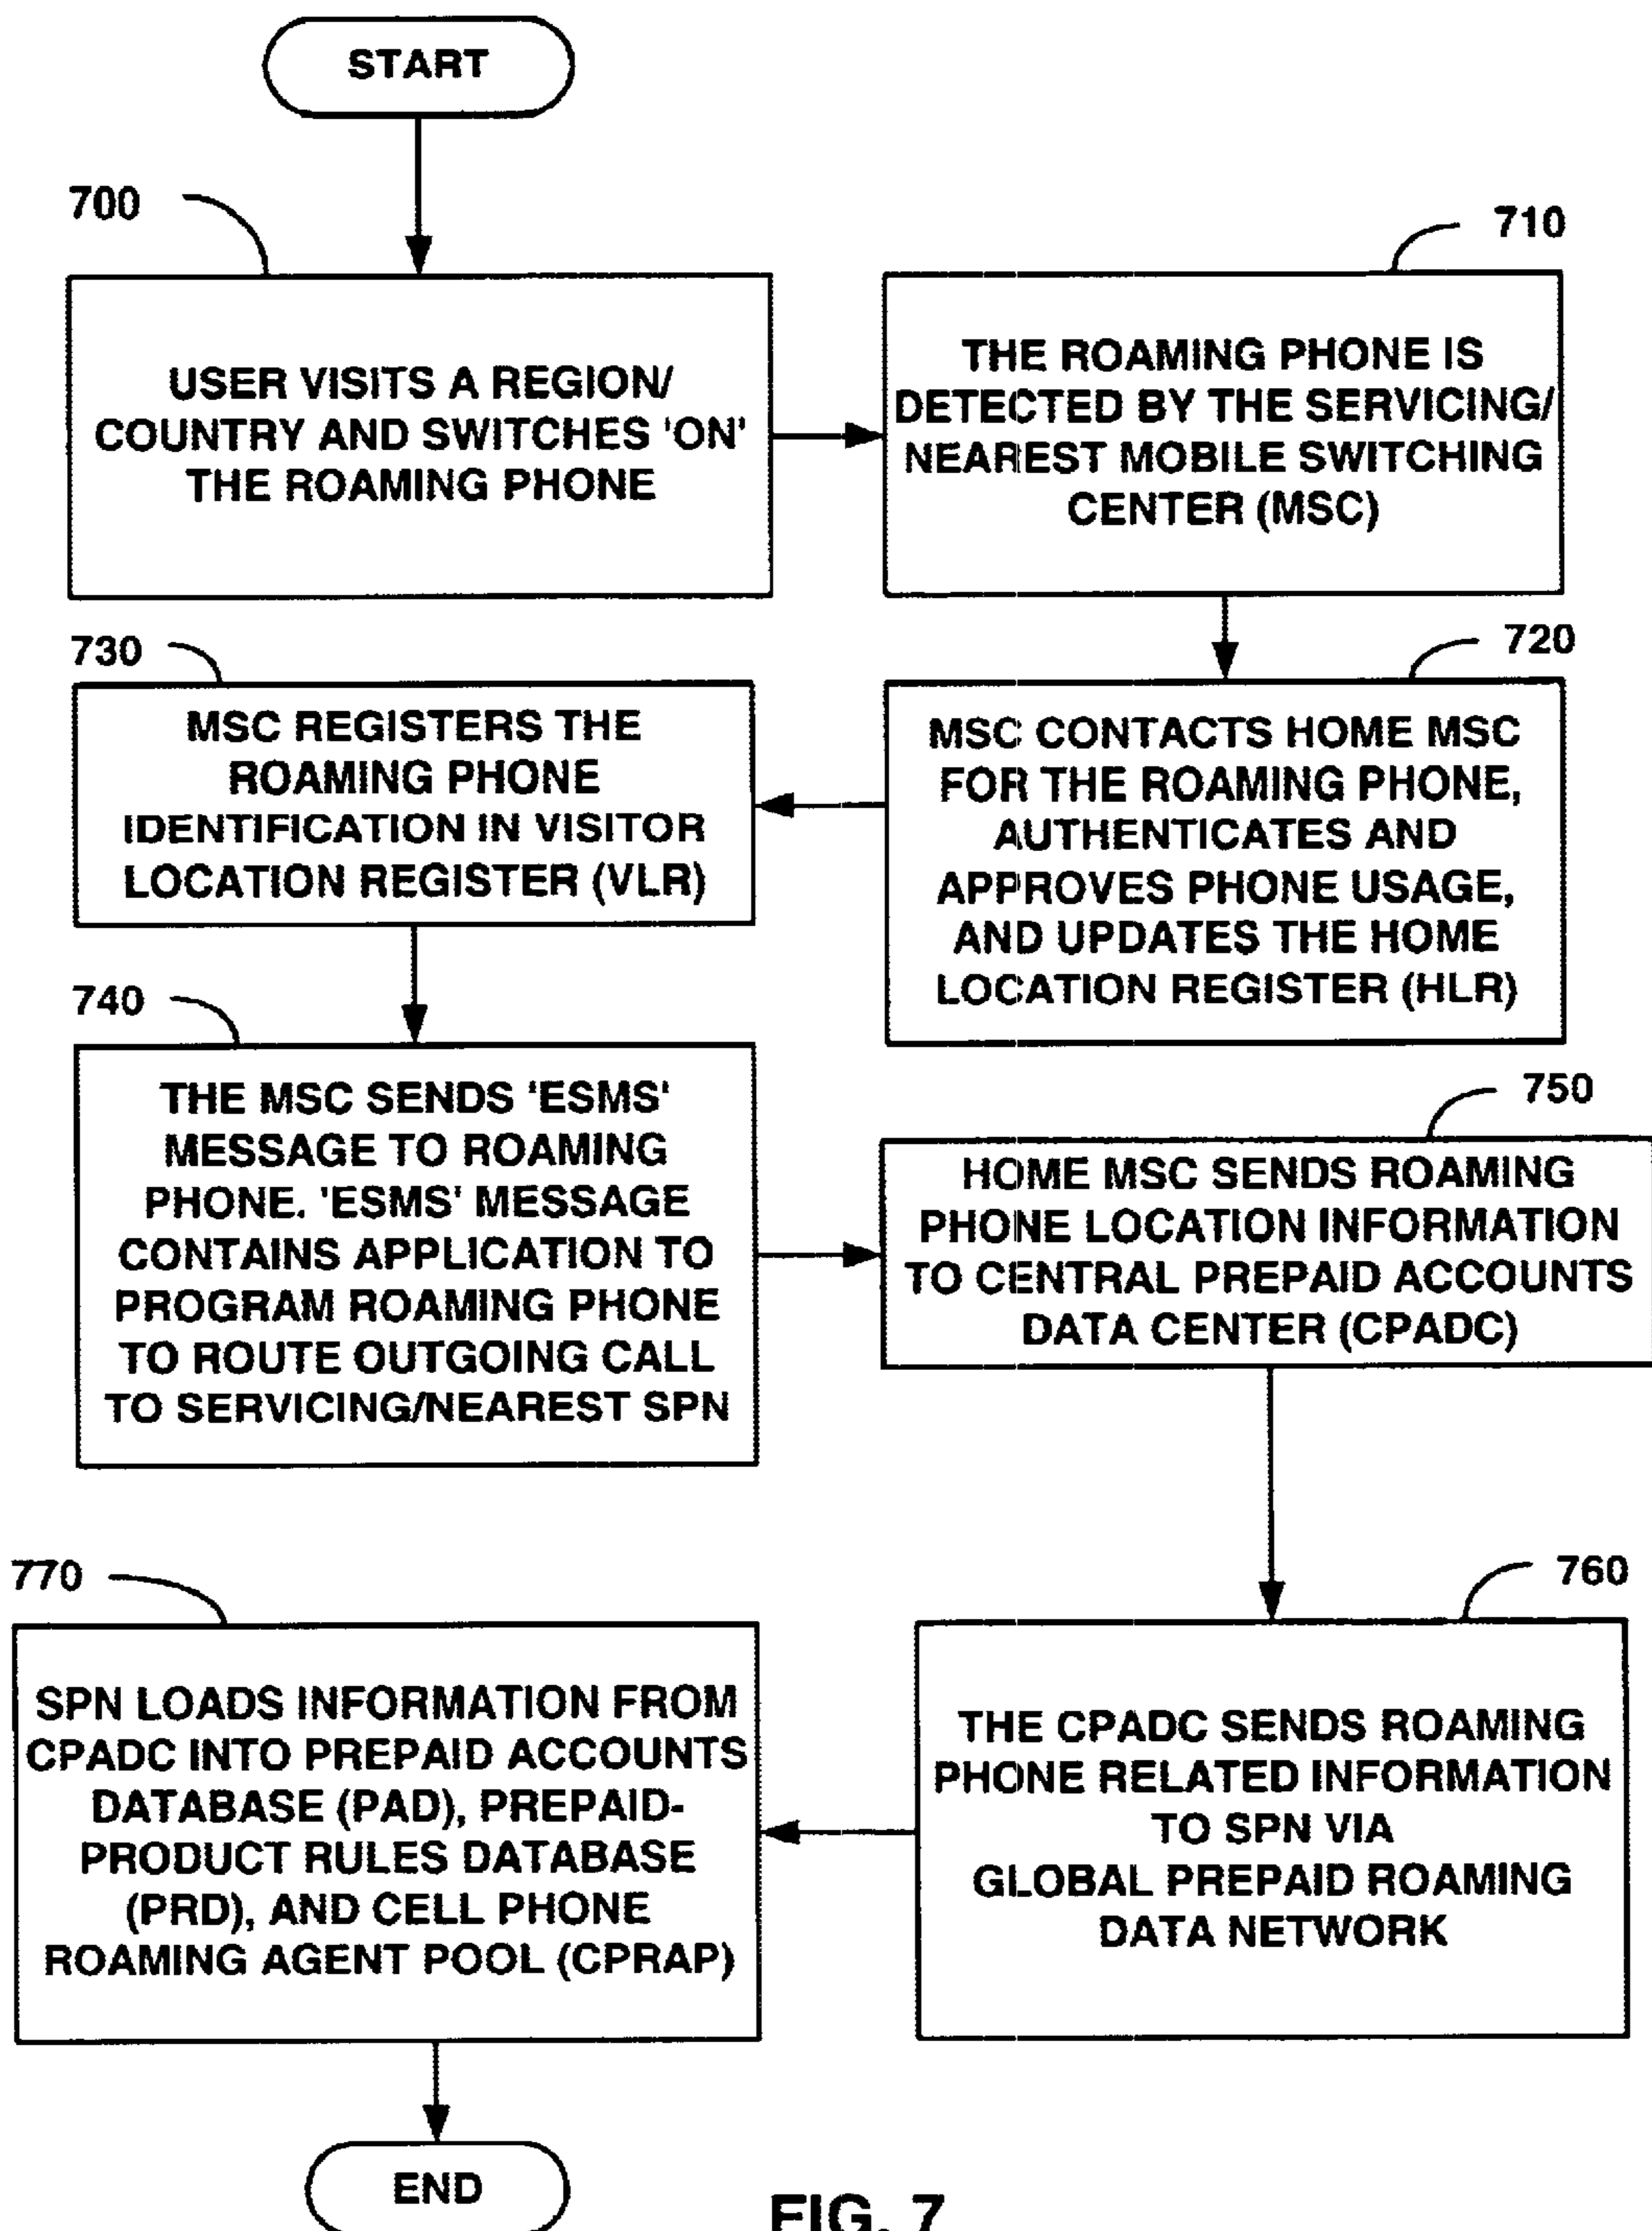 START
700
USER VISITS A REGION/
COUNTRY AND SWITCHES 'ON'
THE ROAMING PHONE
710
THE ROAMING PHONE IS
DETECTED BY THE SERVICING/
NEAREST MOBILE SWITCHING
CENTER (MSC)
720
MSC CONTACTS HOME MSC
FOR THE ROAMING PHONE,
AUTHENTICATES AND
APPROVES PHONE USAGE,
AND UPDATES THE HOME
LOCATION REGISTER (HLR)
730
MSC REGISTERS THE
ROAMING PHONE
IDENTIFICATION IN VISITOR
LOCATION REGISTER (VLR)
740
THE MSC SENDS 'ESMS'
MESSAGE TO ROAMING
PHONE. 'ESMS' MESSAGE
CONTAINS APPLICATION TO
PROGRAM ROAMING PHONE
TO ROUTE OUTGOING CALL
TO SERVICING/NEAREST SPN
750
HOME MSC SENDS ROAMING
PHONE LOCATION INFORMATION
TO CENTRAL PREPAID ACCOUNTS
DATA CENTER (CPADC)
760
THE CPADC SENDS ROAMING
PHONE RELATED INFORMATION
TO SPN VIA
GLOBAL PREPAID ROAMING
DATA NETWORK
770
SPN LOADS INFORMATION FROM
CPADC INTO PREPAID ACCOUNTS
DATABASE (PAD), PREPAID-
PRODUCT RULES DATABASE
(PRD), AND CELL PHONE
ROAMING AGENT POOL (CPRAP)
END
FIG. 7